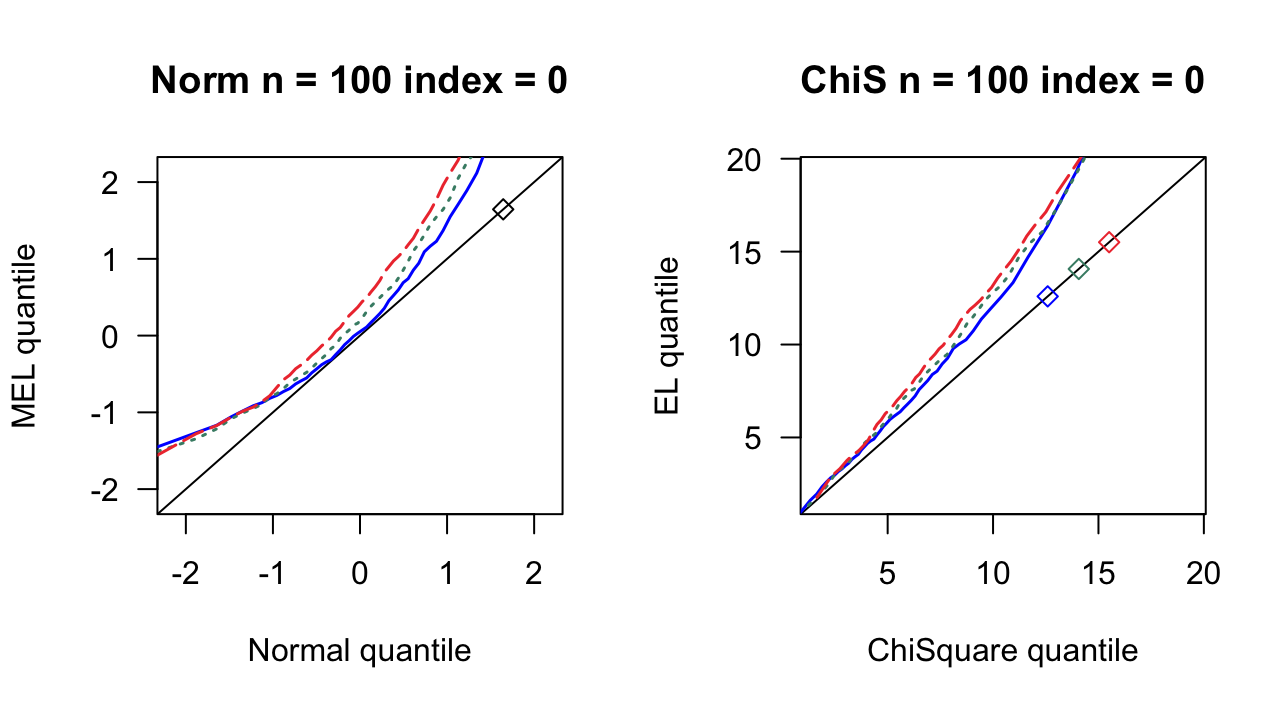 Norm n = 100 index = 0
MEL quantile
2
1
0
-1
-2
-2 -1 0 1 2
Normal quantile
ChiS n = 100 index = 0
EL quantile
20
15
10
5
5 10 15 20
ChiSquare quantile